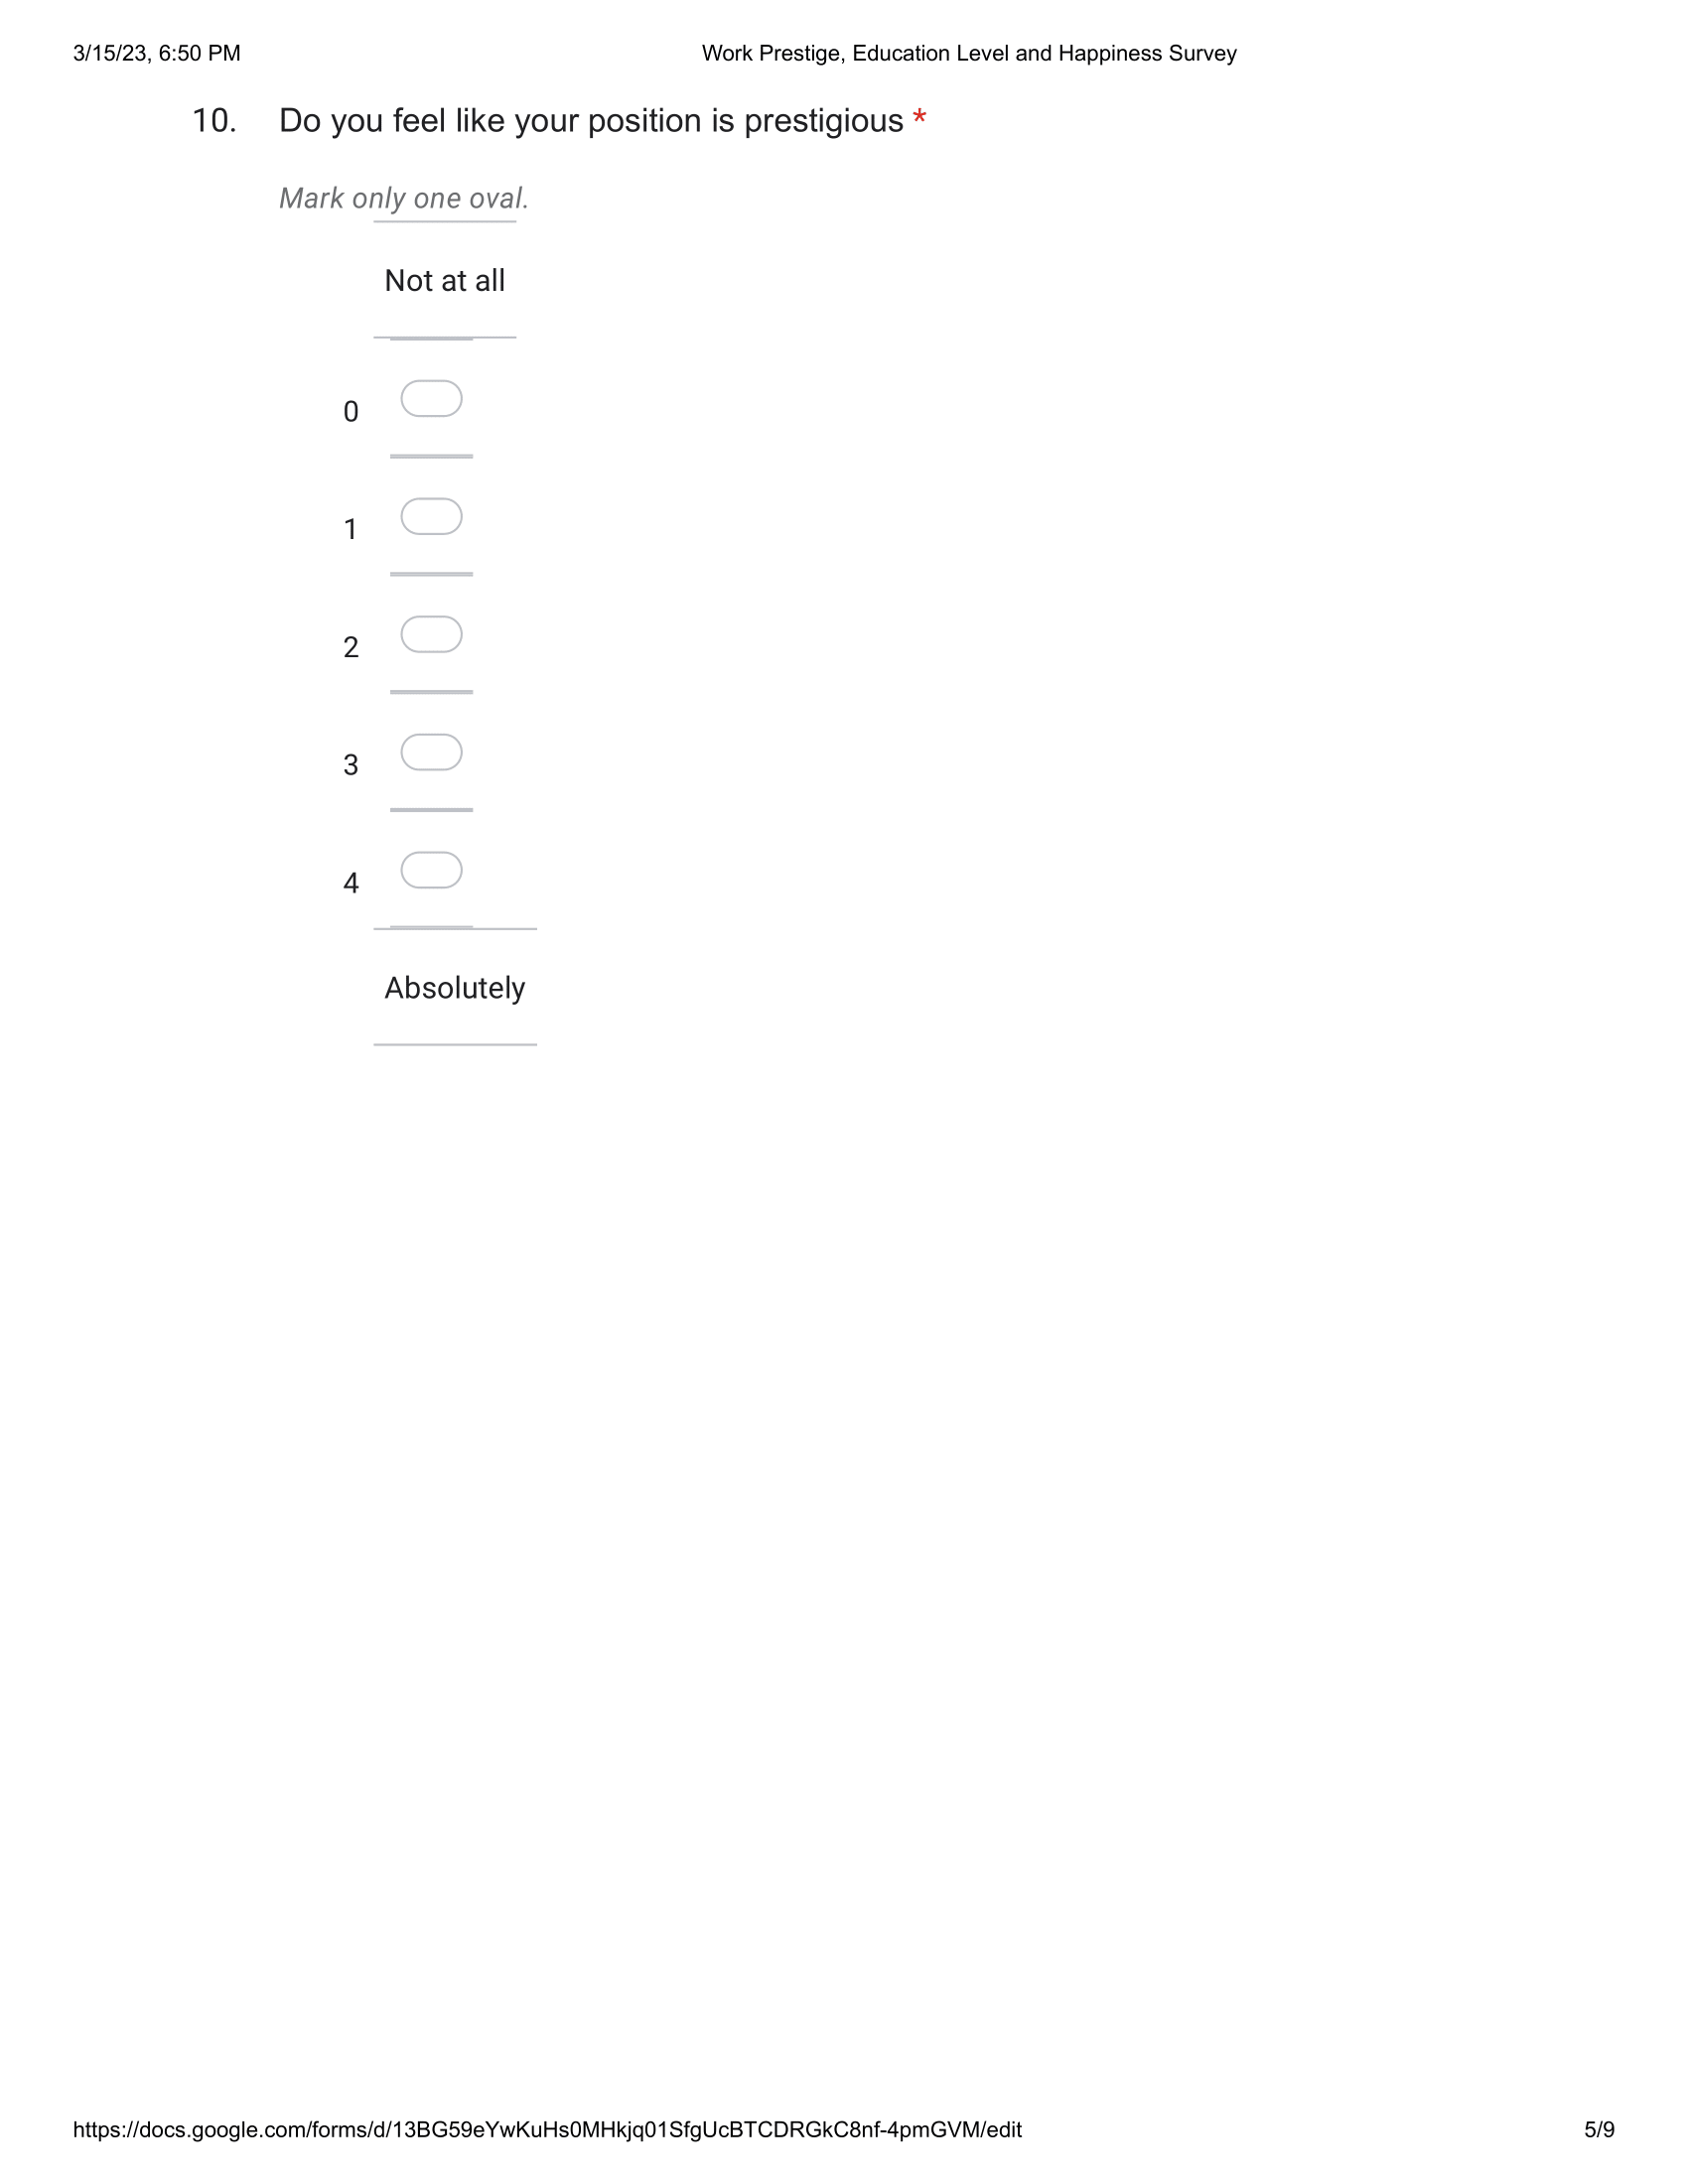 3/15/23, 6:50 PM
Work Prestige, Education Level and Happiness Survey
10. Do you feel like your position is prestigious *
Mark only one oval.
Not at all
0
1
2
3
4
Absolutely
https://docs.google.com/forms/d/13BG59eYwKuHs0MHkjq01SfgUcBTCDRGkC8nf-4pmGVM/edit
5/9